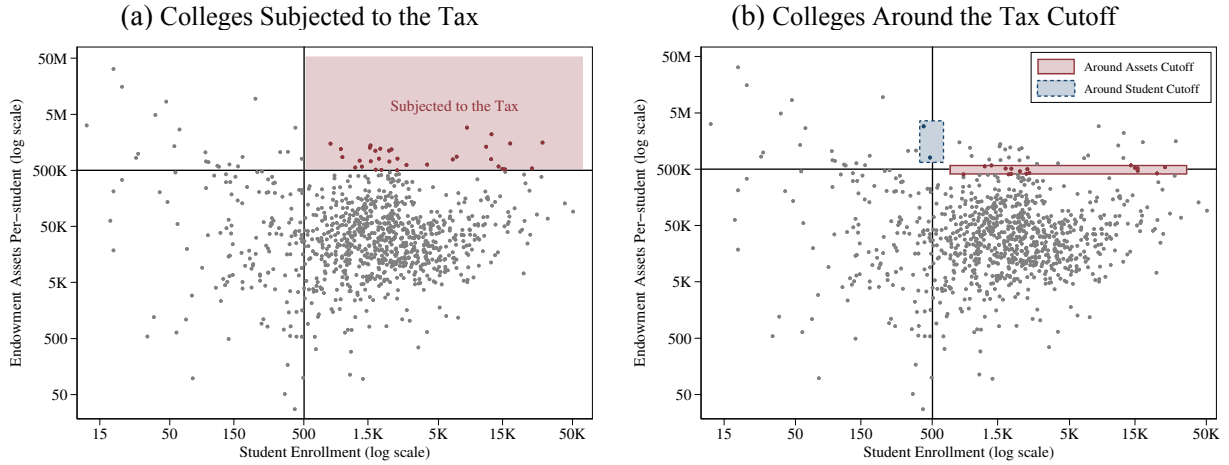 (a) Colleges Subjected to the Tax
Endowment Assets Per-student (log scale)
50M
5M
500K
50K
5K
500
50
Subjected to the Tax
15
50
150
500
1.5K
5K
15K
50K
Student Enrollment (log scale)
(b) Colleges Around the Tax Cutoff
Endowment Assets Per-student (log scale)
50M
5M
500K
50K
5K
500
50
Around Assets Cutoff
Around Student Cutoff
15
50
150
500
1.5K
5K
15K
50K
Student Enrollment (log scale)